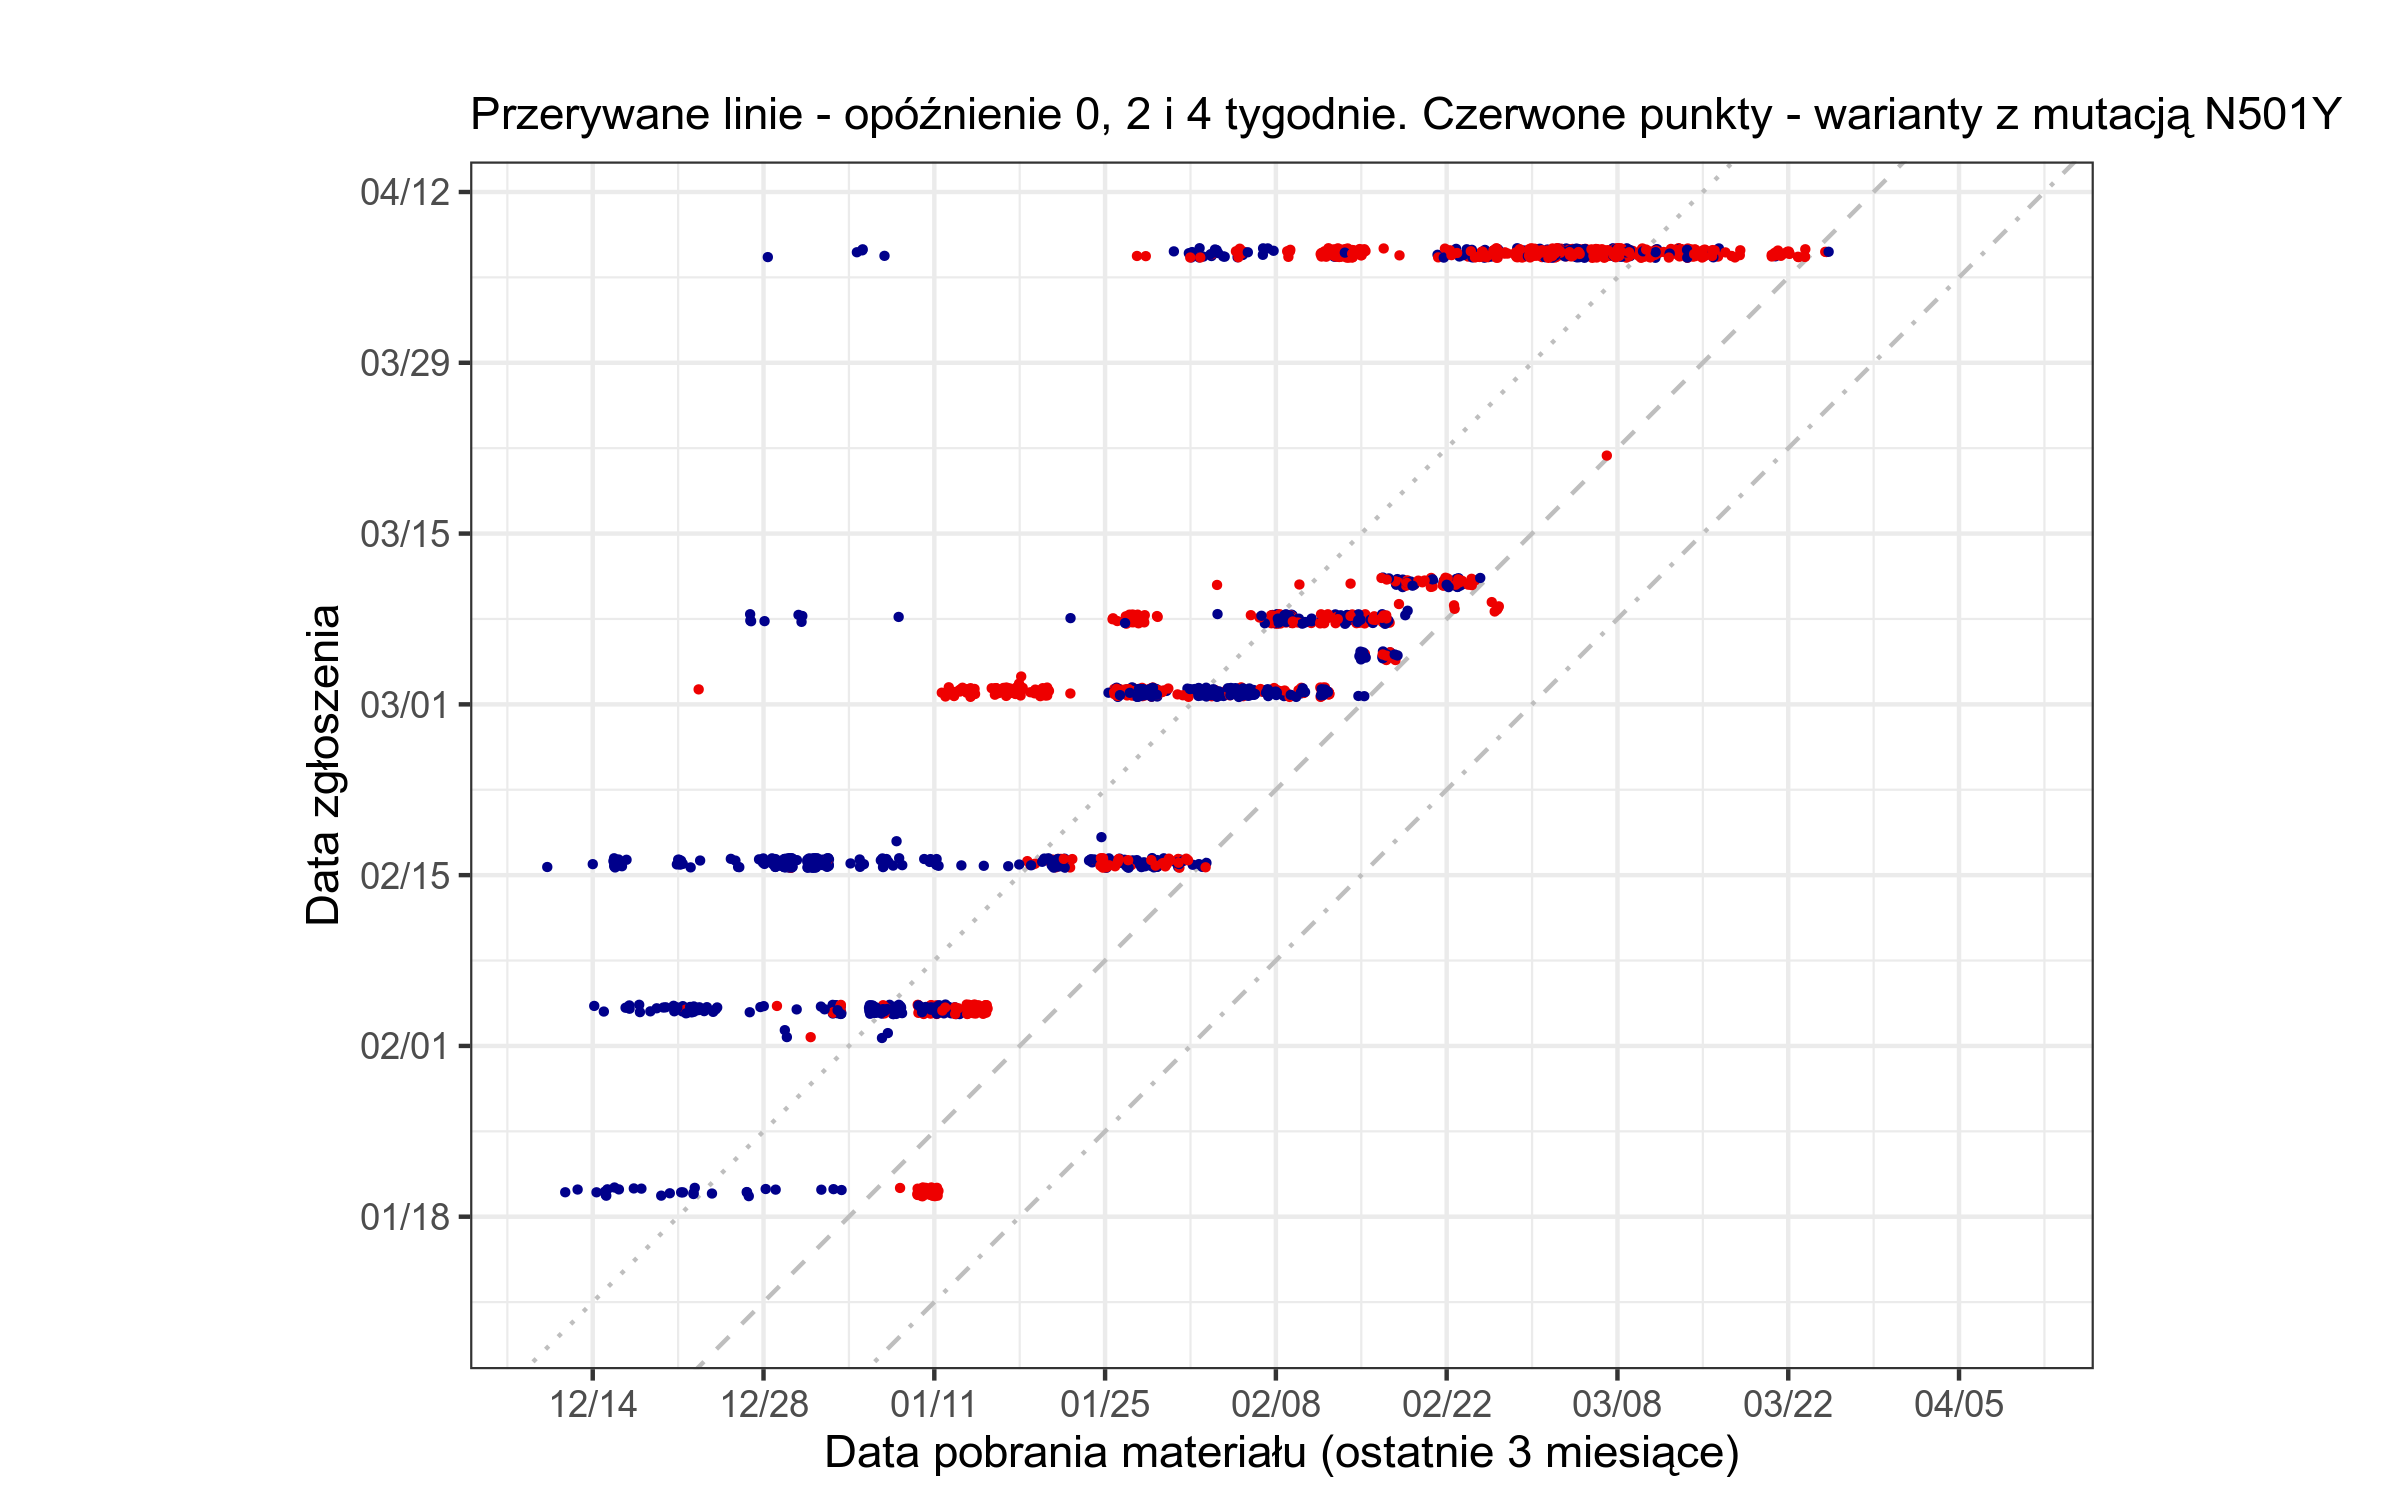 Przerywane linie - opóźnienie 0, 2 i 4 tygodnie. Czerwone punkty - warianty z mutacją N501Y
04/12
03/29
03/15
03/01
02/15
02/01
01/18
Data zgłoszenia
12/14 12/28 01/11 01/25 02/08 02/22 03/08 03/22 04/05
Data pobrania materiału (ostatnie 3 miesiące)